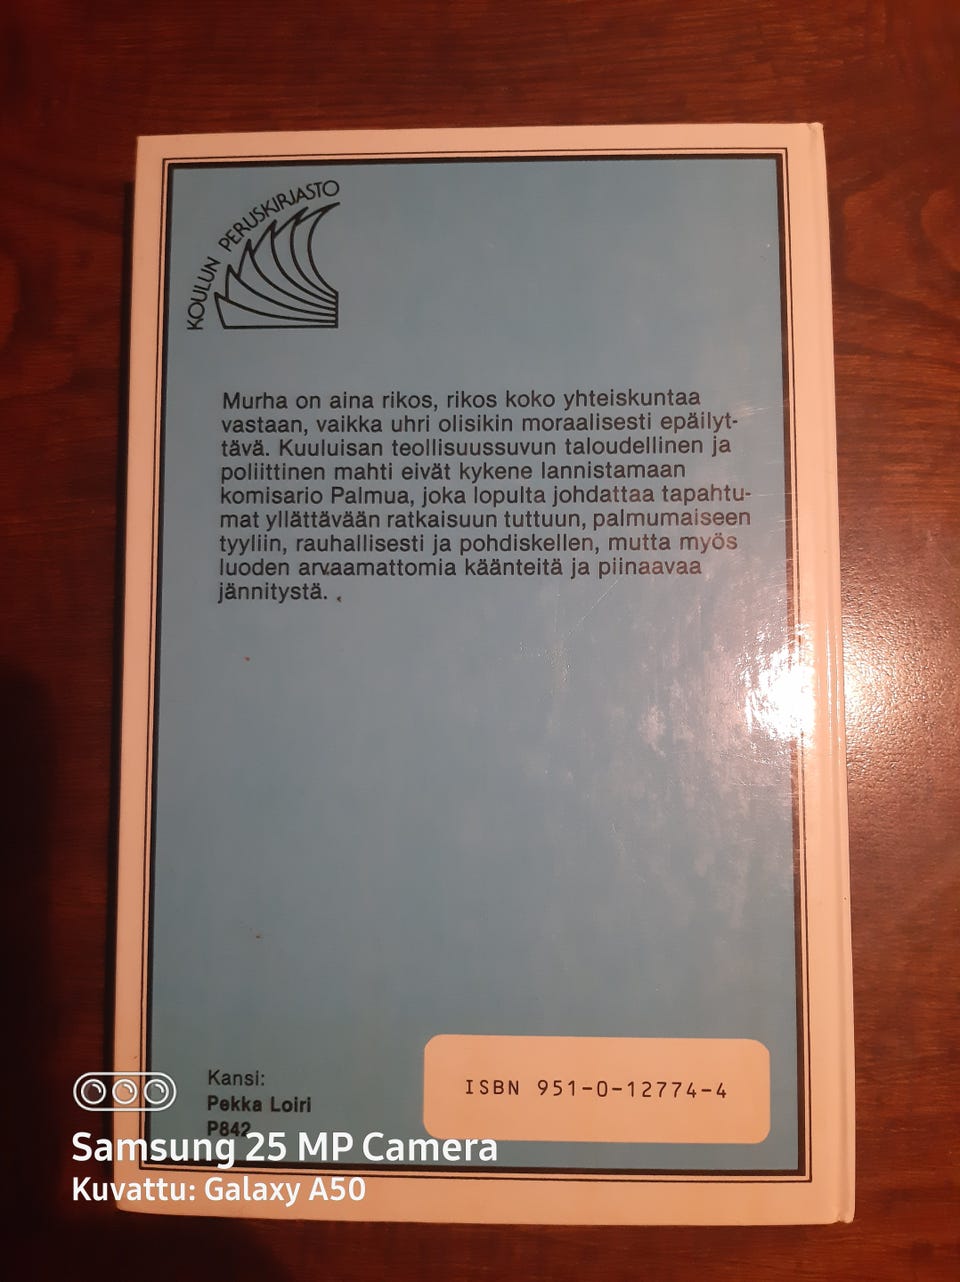 KOULUN PERUSKIRJASTO
Murha on aina rikos, rikos koko yhteiskuntaa
vastaan, vaikka uhri olisikin moraalisesti epäilyt-
tävä. Kuuluisan teollisuussuvun taloudellinen ja
poliittinen mahti eivät kykene lannistamaan
komisario Palmua, joka lopulta johdattaa tapahtu-
mat yllättävään ratkaisuun tuttuun, palmumaiseen
tyyliin, rauhallisesti ja pohdiskellen, mutta myös
luoden arvaamattomia käänteitä ja piinaavaa
jännitystä.
Kansi:
Pekka Loiri
P842
ISBN 951-0-12774-4
Samsung 25 MP Camera
Kuvattu: Galaxy A50